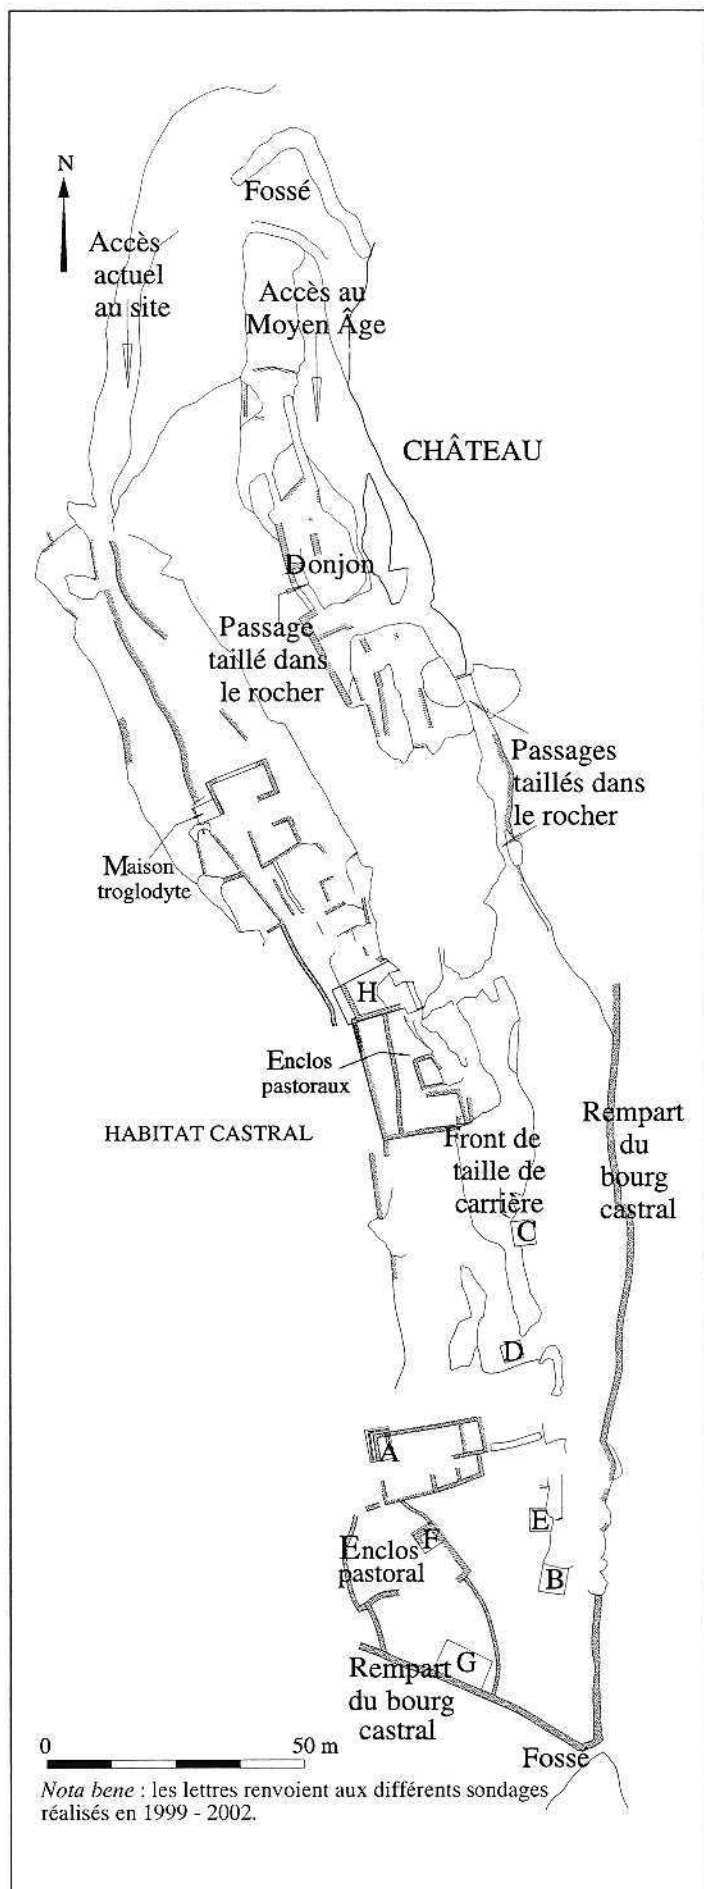 N
Fossé
Accès
actuel
au site
Accès au
Moyen Âge
CHÂTEAU
Donjon
Passage
taillé dans
le rocher
Passages
taillés dans
le rocher
Maison
troglodyte
H
Enclos
pastoraux
HABITAT CASTRAL
Front de
taille de
carrière
Rempart
du
bourg
castral
C
D
A
E
F
Enclos
pastoral
B
G
Rempart
du bourg
castral
0 50 m
Fossé
Nota bene : les lettres renvoient aux différents sondages
réalisés en 1999 - 2002.